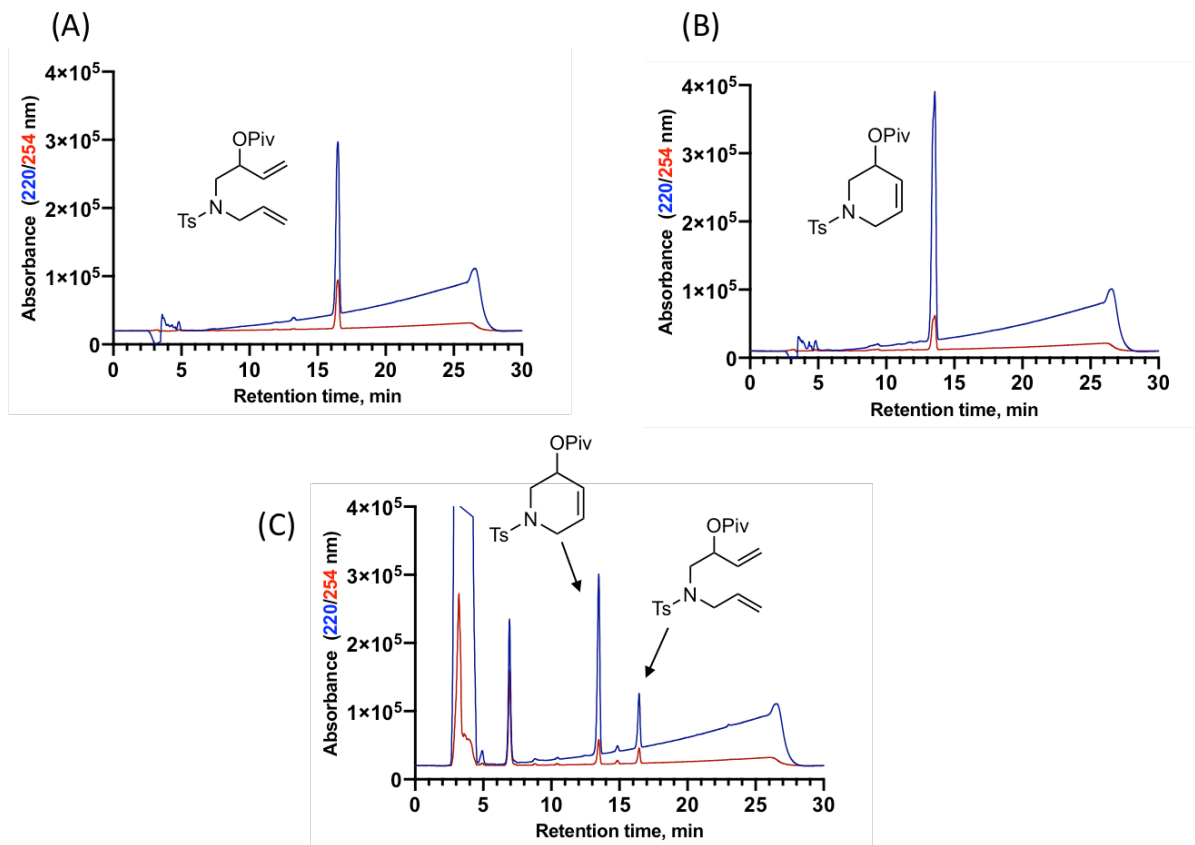 (A)
4×10⁵
3×10⁵
2×10⁵
1×10⁵
0
Absorbance (220/254 nm)
OPiv
N
Ts
0 5 10 15 20 25 30
Retention time, min
(B)
4×10⁵
3×10⁵
2×10⁵
1×10⁵
0
Absorbance (220/254 nm)
OPiv
N
Ts
0 5 10 15 20 25 30
Retention time, min
(C)
4×10⁵
3×10⁵
2×10⁵
1×10⁵
0
Absorbance (220/254 nm)
OPiv
N
Ts
OPiv
N
Ts
0 5 10 15 20 25 30
Retention time, min